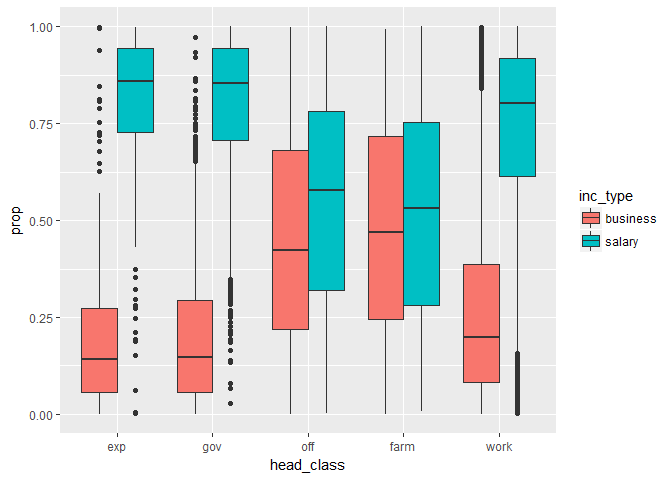 1.00
0.75
0.50
0.25
0.00
prop
exp
gov
off
farm
work
head_class
inc_type
business
salary